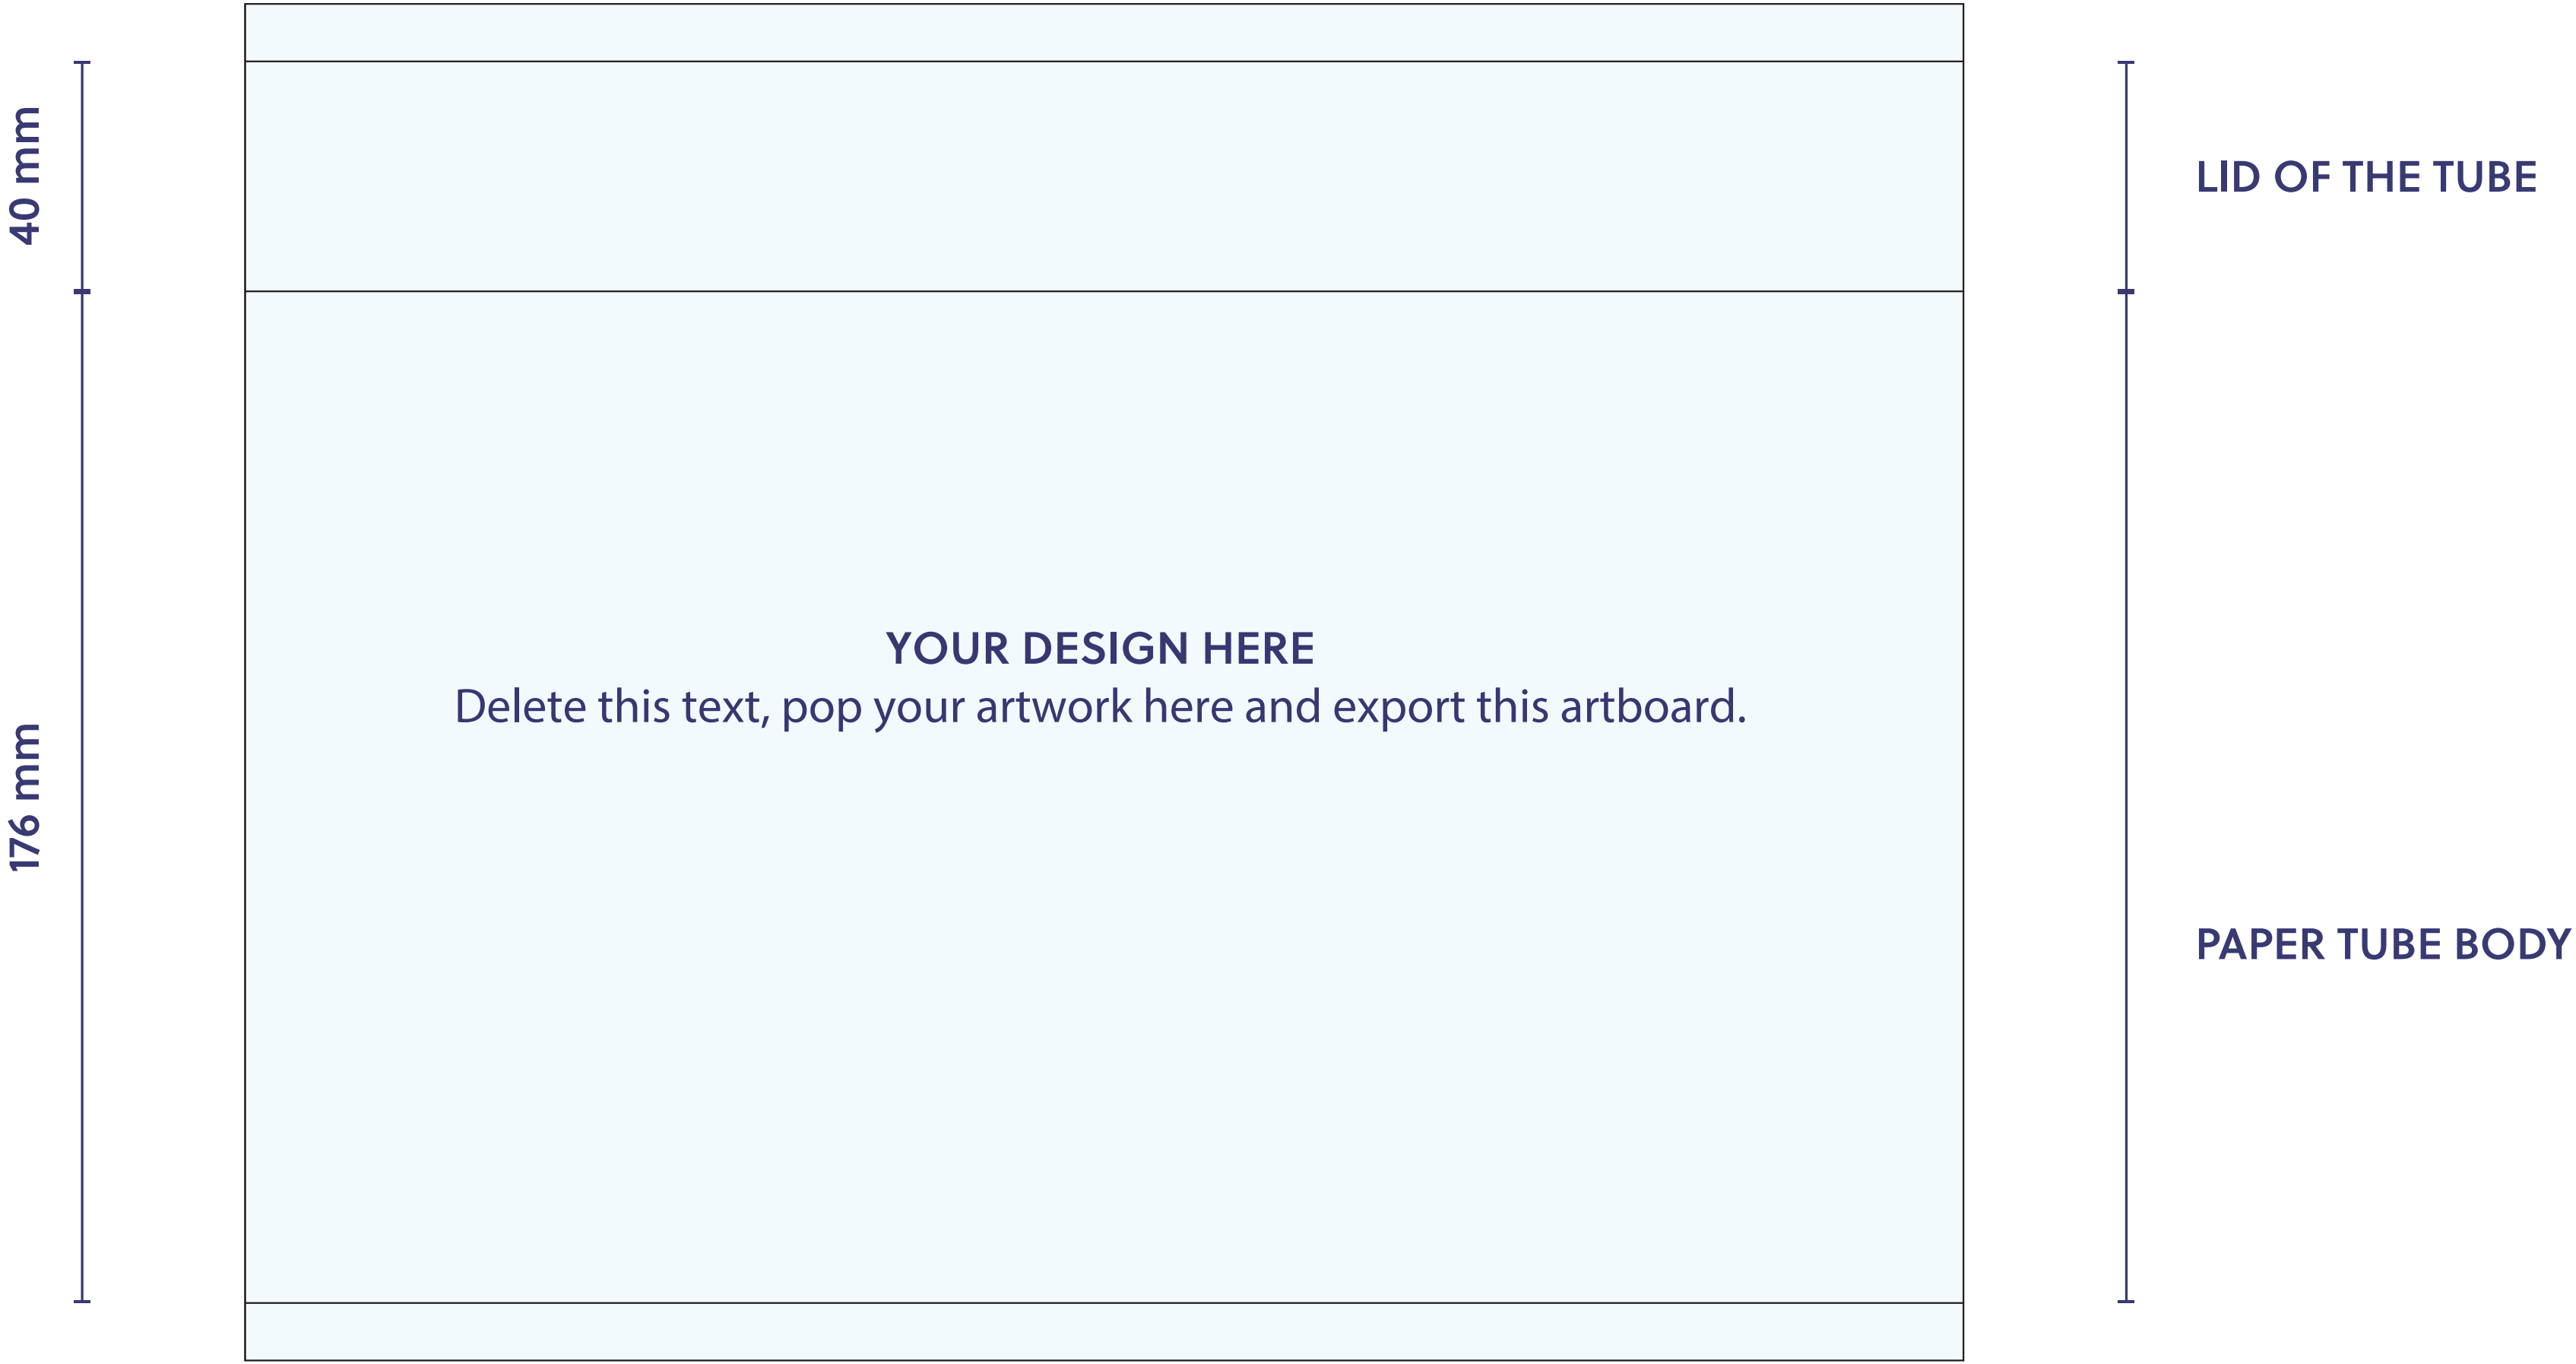 40 mm
LID OF THE TUBE
YOUR DESIGN HERE
Delete this text, pop your artwork here and export this artboard.
176 mm
PAPER TUBE BODY